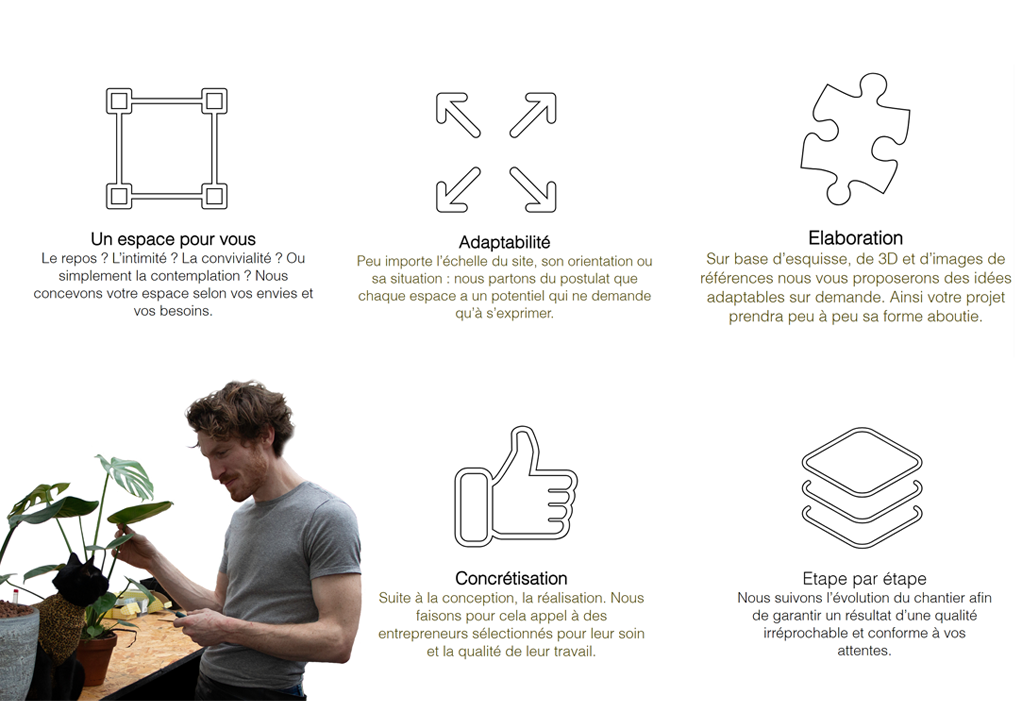 Un espace pour vous
Le repos ? L'intimité ? La convivialité ? Ou
simplement la contemplation ? Nous
concevons votre espace selon vos envies et
vos besoins.
Adaptabilité
Peu importe l'échelle du site, son orientation ou
sa situation : nous partons du postulat que
chaque espace a un potentiel qui ne demande
qu'à s'exprimer.
Elaboration
Sur base d'esquisse, de 3D et d'images de
références nous vous proposerons des idées
adaptables sur demande. Ainsi votre projet
prendra peu à peu sa forme aboutie.
Concrétisation
Suite à la conception, la réalisation. Nous
faisons pour cela appel à des
entrepreneurs sélectionnés pour leur soin
et la qualité de leur travail.
Etape par étape
Nous suivons l'évolution du chantier afin
de garantir un résultat d'une qualité
irréprochable et conforme à vos
attentes.